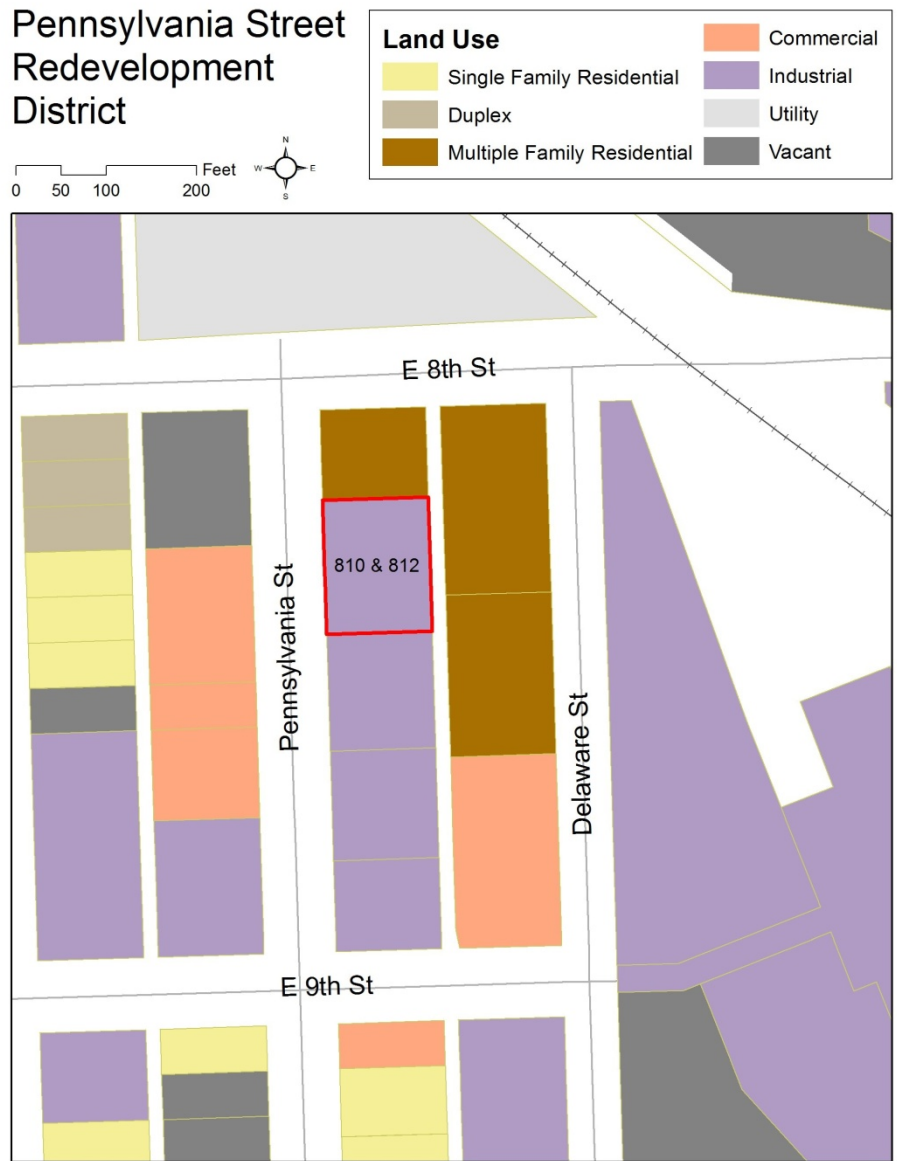 Pennsylvania Street
Redevelopment
District
Land Use
Single Family Residential
Duplex
Multiple Family Residential
Commercial
Industrial
Utility
Vacant
N
W E
S
Feet
0 50 100 200
E 8th St
810 & 812
Pennsylvania St
Delaware St
E 9th St